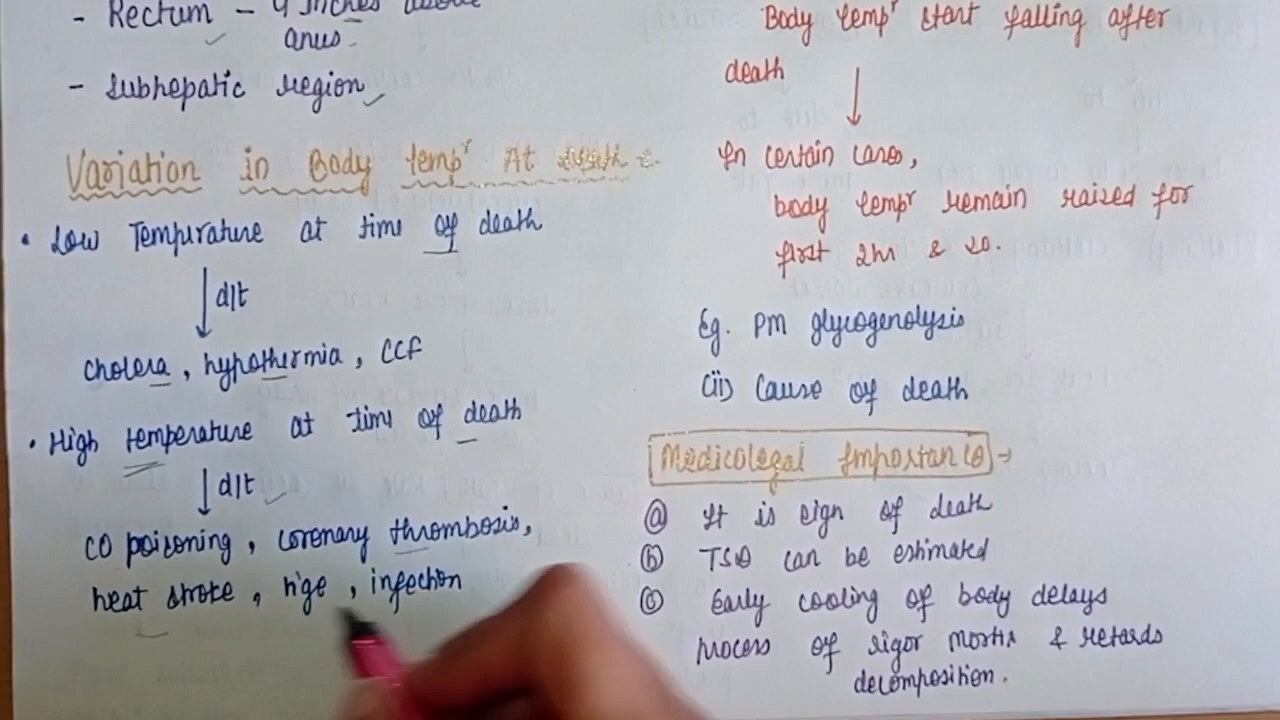 - Rectum - 4 inches above
anus.
- Subhepatic region
Variation in Body temp^r At death -
• Low Temperature at time of death
↓ d/t
cholera, hypothermia, CCF
• High temperature at time of death
↓ d/t
CO poisoning, coronary thrombosis,
heat stroke, h'ge, infection
Body temp^r start falling after
death
↓
In certain cases,
body temp^r remain raised for
first 2hr & so.
Eg. PM glycogenolysis
(ii) Cause of death
Medicolegal Importance →
(a) It is sign of death
(b) TSD can be estimated
(c) Early cooling of body delays
process of rigor mortis & retards
decomposition.